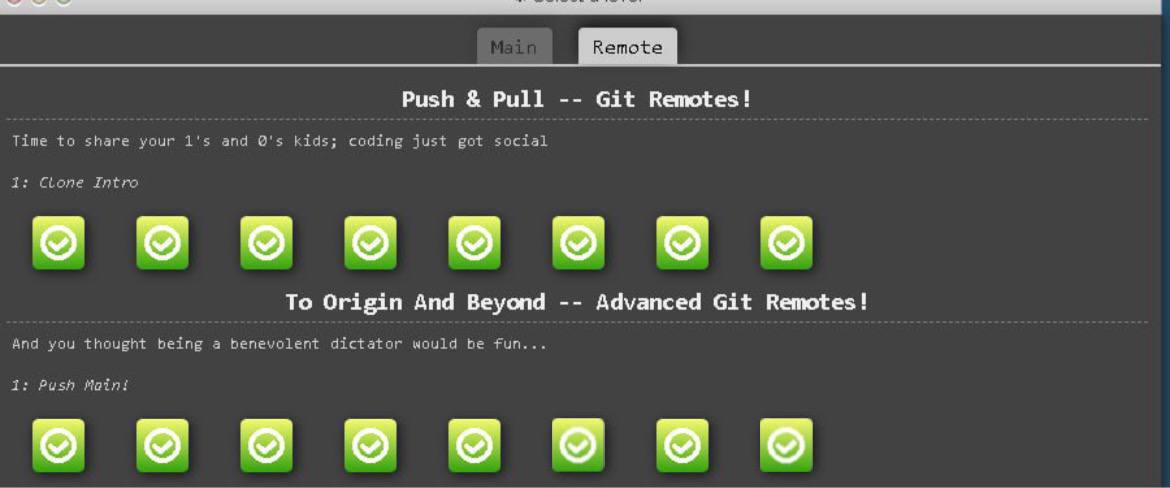 Main
Remote
Push & Pull -- Git Remotes!
Time to share your 1's and 0's kids; coding just got social
1: Clone Intro
To Origin And Beyond -- Advanced Git Remotes!
And you thought being a benevolent dictator would be fun...
1: Push Main!